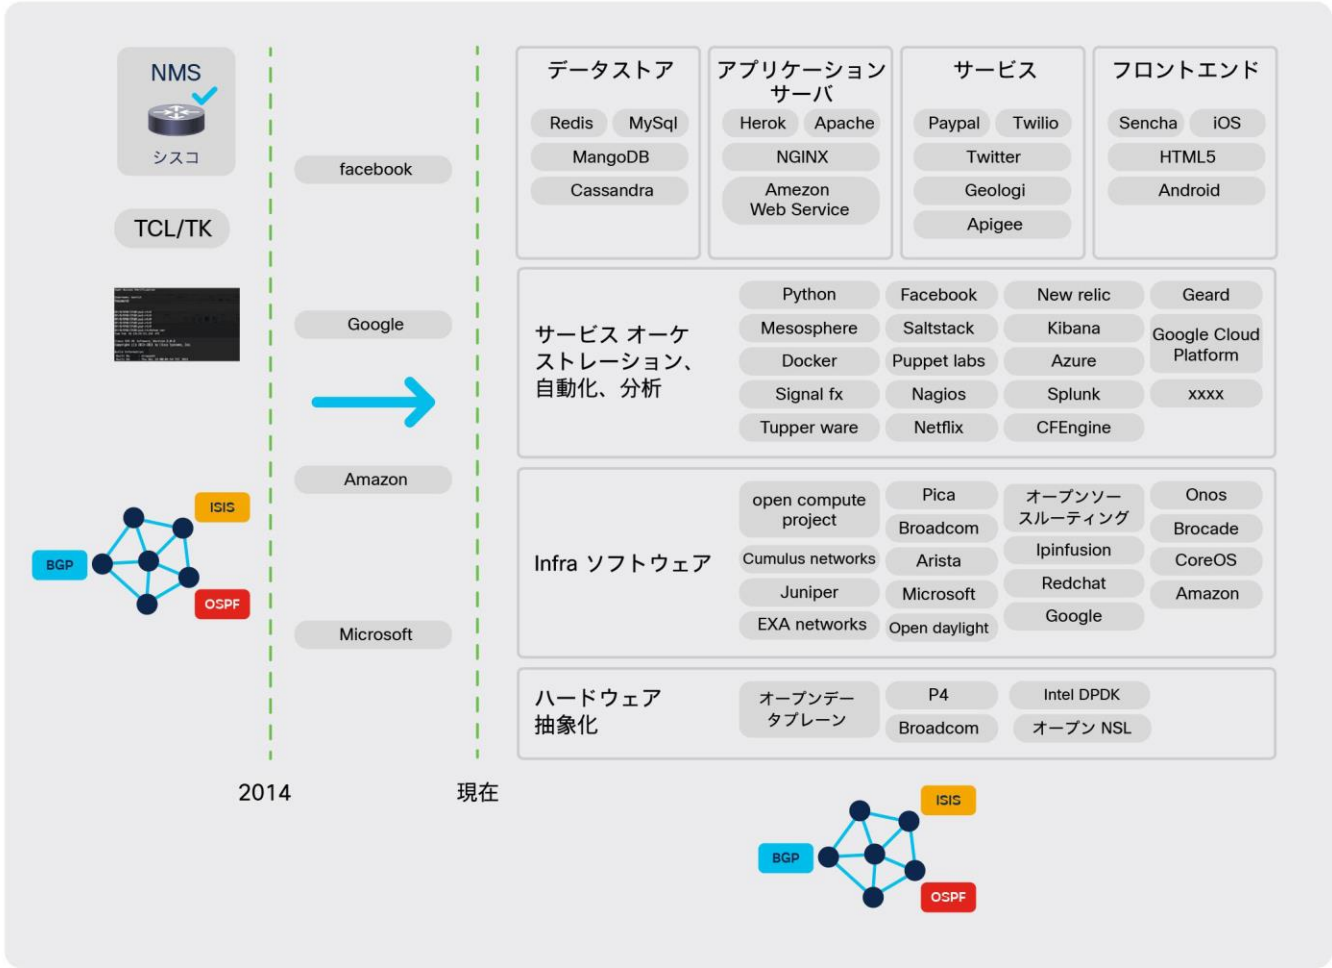 NMS
シスコ
TCL/TK
BGP
ISIS
OSPF
2014
facebook
Google
Amazon
Microsoft
現在
データストア
Redis
MySql
MangoDB
Cassandra
アプリケーション
サーバ
Herok
Apache
NGINX
Amezon
Web Service
サービス
Paypal
Twilio
Twitter
Geologi
Apigee
フロントエンド
Sencha
iOS
HTML5
Android
サービス オーケ
ストレーション、
自動化、分析
Python
Mesosphere
Docker
Signal fx
Tupper ware
Facebook
Saltstack
Puppet labs
Nagios
Netflix
New relic
Kibana
Azure
Splunk
CFEngine
Geard
Google Cloud
Platform
xxxx
Infra ソフトウェア
open compute
project
Cumulus networks
Juniper
EXA networks
Pica
Broadcom
Arista
Microsoft
Open daylight
オープンソー
スルーティング
Ipinfusion
Redchat
Google
Onos
Brocade
CoreOS
Amazon
ハードウェア
抽象化
オープンデー
タプレーン
P4
Broadcom
Intel DPDK
オープン NSL
BGP
ISIS
OSPF